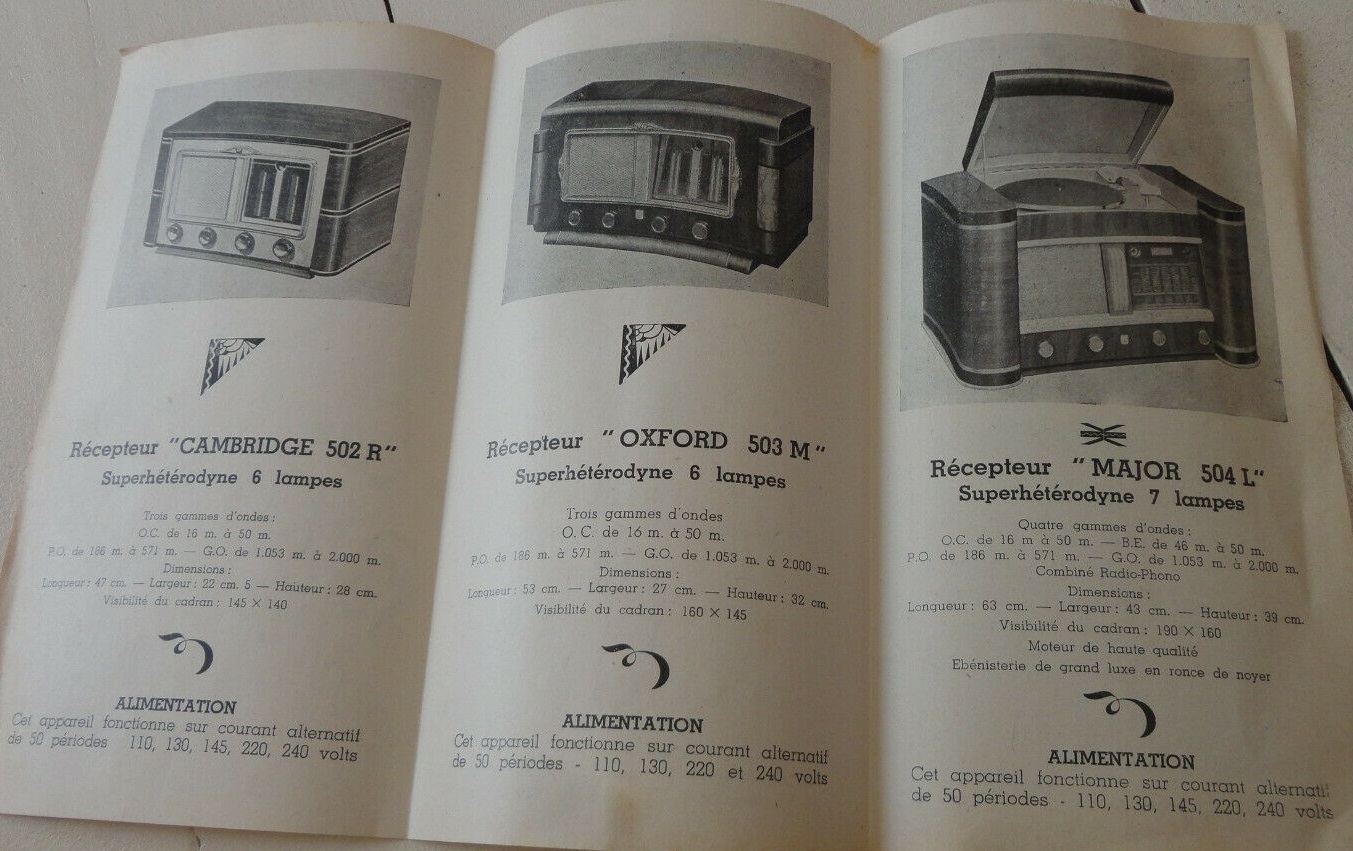 Récepteur "CAMBRIDGE 502 R"
Superhétérodyne 6 lampes
Trois gammes d'ondes :
O.C. de 16 m. à 50 m.
P.O. de 186 m. à 571 m. — G.O. de 1.053 m. à 2.000 m.
Dimensions :
Longueur : 47 cm. — Largeur : 22 cm. 5 — Hauteur : 28 cm.
Visibilité du cadran : 145 × 140
ALIMENTATION
Cet appareil fonctionne sur courant alternatif
de 50 périodes 110, 130, 145, 220, 240 volts
Récepteur "OXFORD 503 M"
Superhétérodyne 6 lampes
Trois gammes d'ondes
O.C. de 16 m. à 50 m.
P.O. de 186 m. à 571 m. — G.O. de 1.053 m. à 2.000 m.
Dimensions :
Longueur : 53 cm. — Largeur : 27 cm. — Hauteur : 32 cm.
Visibilité du cadran : 160 × 145
ALIMENTATION
Cet appareil fonctionne sur courant alternatif
de 50 périodes - 110, 130, 220 et 240 volts
Récepteur "MAJOR 504 L"
Superhétérodyne 7 lampes
Quatre gammes d'ondes :
O.C. de 16 m à 50 m. — B.E. de 46 m. à 50 m.
P.O. de 186 m. à 571 m. — G.O. de 1.053 m. à 2.000 m.
Combiné Radio-Phono
Dimensions :
Longueur : 63 cm. — Largeur : 43 cm. — Hauteur : 39 cm.
Visibilité du cadran : 190 × 160
Moteur de haute qualité
Ebénisterie de grand luxe en ronce de noyer
ALIMENTATION
Cet appareil fonctionne sur courant alternatif
de 50 périodes - 110, 130, 145, 220, 240 volts